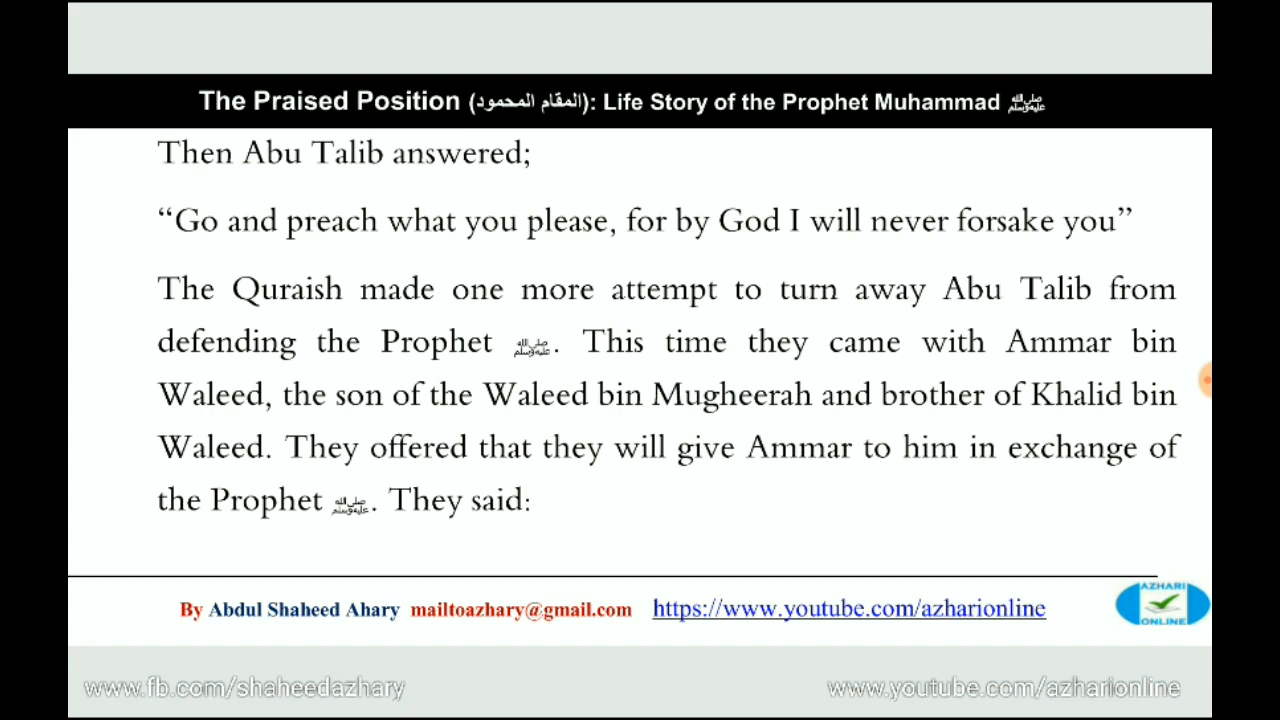 The Praised Position (المقام المحمود): Life Story of the Prophet Muhammad ﷺ
Then Abu Talib answered;
“Go and preach what you please, for by God I will never forsake you”
The Quraish made one more attempt to turn away Abu Talib from
defending the Prophet ﷺ. This time they came with Ammar bin
Waleed, the son of the Waleed bin Mugheerah and brother of Khalid bin
Waleed. They offered that they will give Ammar to him in exchange of
the Prophet ﷺ. They said:
By Abdul Shaheed Ahary mailtoazhary@gmail.com https://www.youtube.com/azharionline
AZHARI
ONLINE
www.fb.com/shaheedazhary www.youtube.com/azharionline